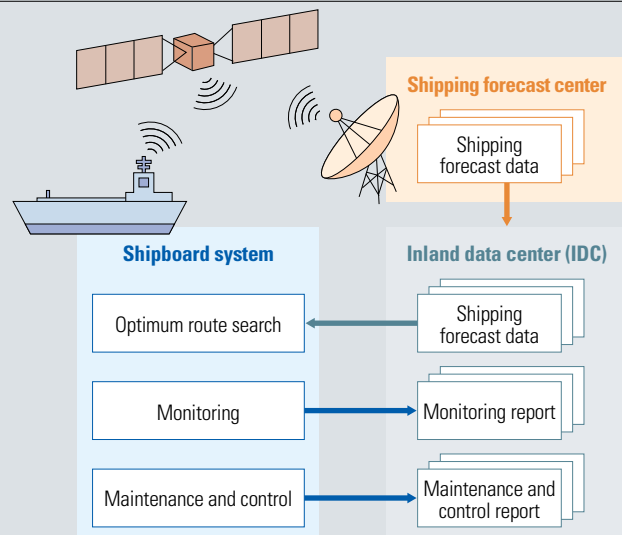 Shipping forecast center
Shipping
forecast data
Shipboard system
Inland data center (IDC)
Optimum route search
Shipping
forecast data
Monitoring
Monitoring report
Maintenance and control
Maintenance and
control report